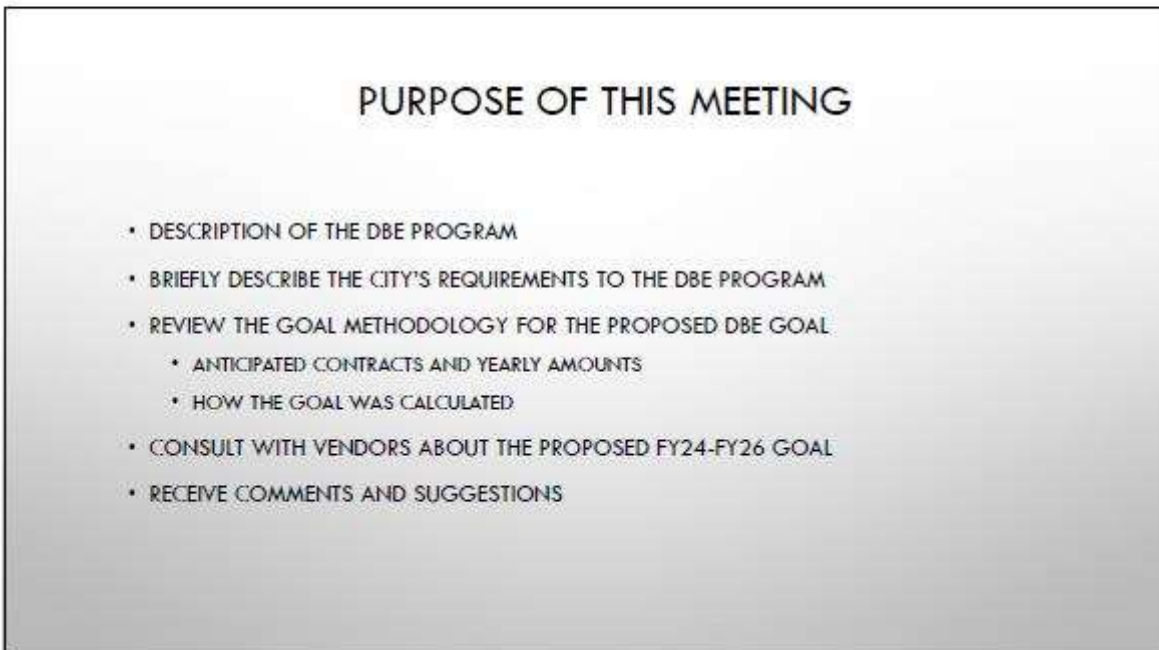 PURPOSE OF THIS MEETING
• DESCRIPTION OF THE DBE PROGRAM
• BRIEFLY DESCRIBE THE CITY'S REQUIREMENTS TO THE DBE PROGRAM
• REVIEW THE GOAL METHODOLOGY FOR THE PROPOSED DBE GOAL
• ANTICIPATED CONTRACTS AND YEARLY AMOUNTS
• HOW THE GOAL WAS CALCULATED
• CONSULT WITH VENDORS ABOUT THE PROPOSED FY24-FY26 GOAL
• RECEIVE COMMENTS AND SUGGESTIONS